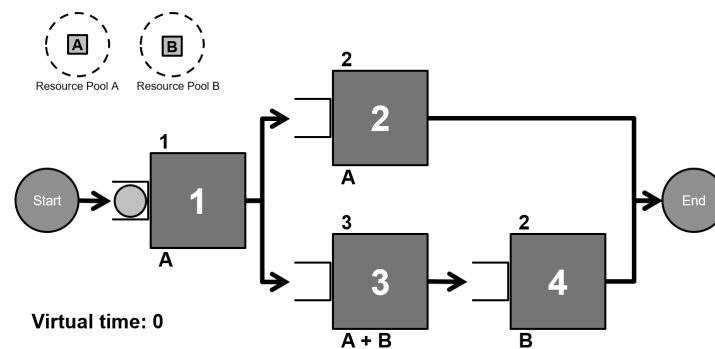 A B
Resource Pool A Resource Pool B
2
2
A
1
1
A
Start
End
3
3
A + B
2
4
B
Virtual time: 0